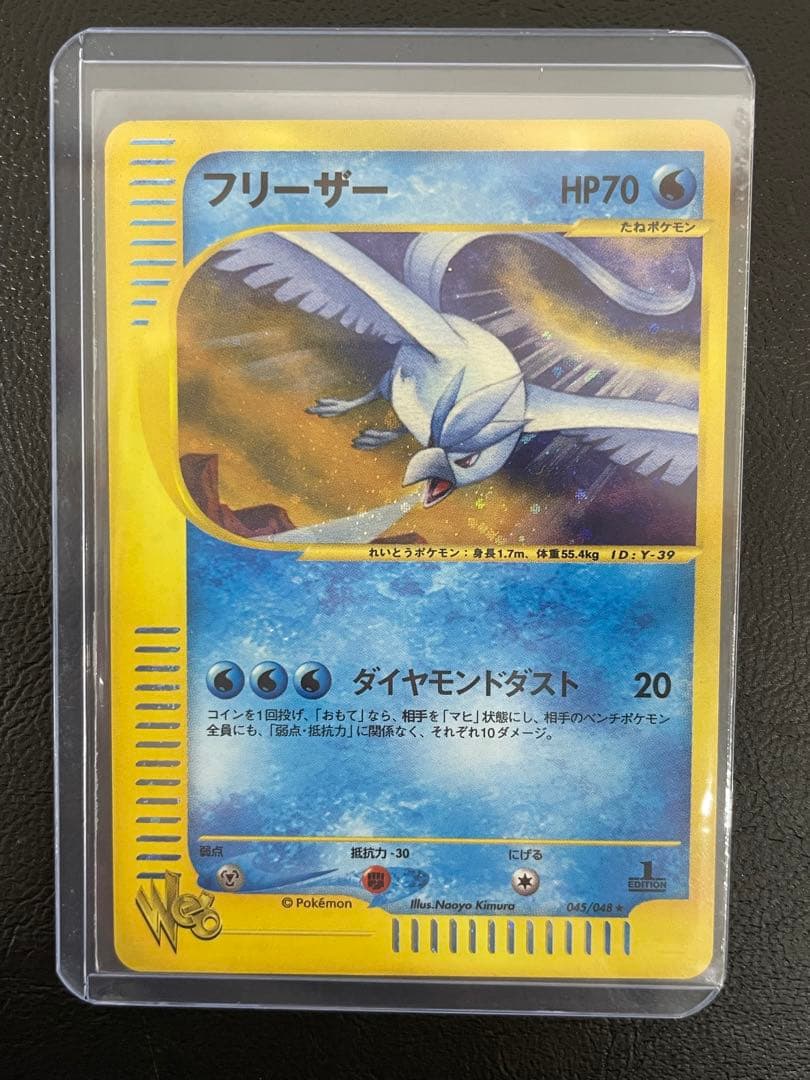 フリーザー HP70
たねポケモン
れいとうポケモン：身長1.7m、体重55.4kg ID:Y-39
ダイヤモンドダスト 20
コインを1回投げ、「おもて」なら、相手を「マヒ」状態にし、相手のベンチポケモン
全員にも、「弱点・抵抗力」に関係なく、それぞれ10ダメージ。
弱点 抵抗力 -30 にげる
1
EDITION
Web
© Pokémon Illus.Naoyo Kimura 045/048 ★